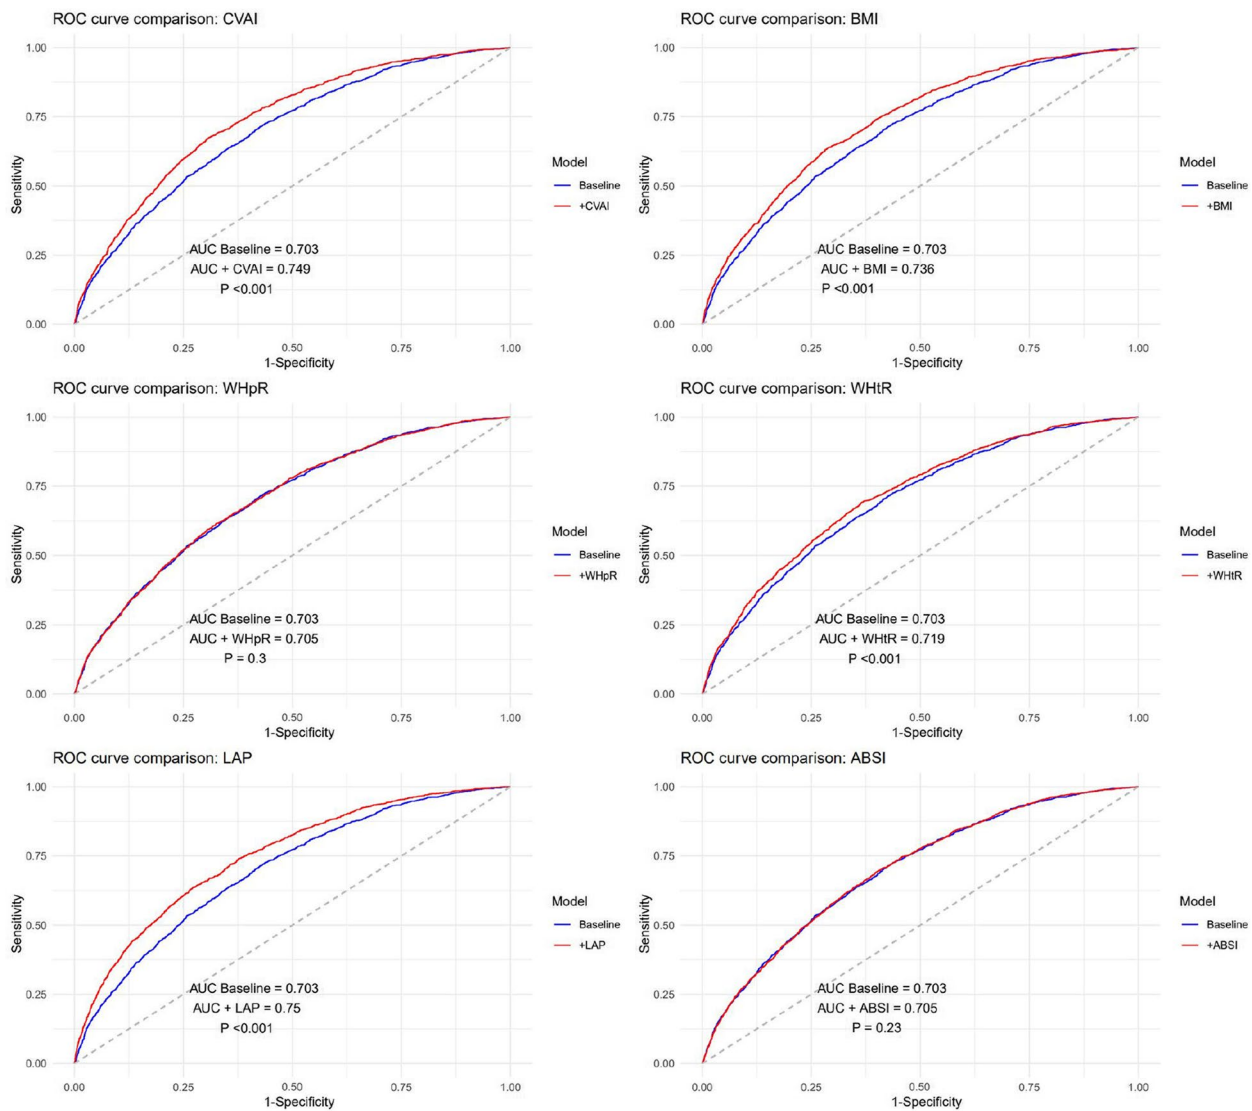 ROC curve comparison: CVAI
1.00
0.75
0.50
0.25
0.00
Sensitivity
AUC Baseline = 0.703
AUC + CVAI = 0.749
P <0.001
0.00 0.25 0.50 0.75 1.00
1-Specificity
Model
Baseline
+CVAI
ROC curve comparison: BMI
1.00
0.75
0.50
0.25
0.00
Sensitivity
AUC Baseline = 0.703
AUC + BMI = 0.736
P <0.001
0.00 0.25 0.50 0.75 1.00
1-Specificity
Model
Baseline
+BMI
ROC curve comparison: WHpR
1.00
0.75
0.50
0.25
0.00
Sensitivity
AUC Baseline = 0.703
AUC + WHpR = 0.705
P = 0.3
0.00 0.25 0.50 0.75 1.00
1-Specificity
Model
Baseline
+WHpR
ROC curve comparison: WHtR
1.00
0.75
0.50
0.25
0.00
Sensitivity
AUC Baseline = 0.703
AUC + WHtR = 0.719
P <0.001
0.00 0.25 0.50 0.75 1.00
1-Specificity
Model
Baseline
+WHtR
ROC curve comparison: LAP
1.00
0.75
0.50
0.25
0.00
Sensitivity
AUC Baseline = 0.703
AUC + LAP = 0.75
P <0.001
0.00 0.25 0.50 0.75 1.00
1-Specificity
Model
Baseline
+LAP
ROC curve comparison: ABSI
1.00
0.75
0.50
0.25
0.00
Sensitivity
AUC Baseline = 0.703
AUC + ABSI = 0.705
P = 0.23
0.00 0.25 0.50 0.75 1.00
1-Specificity
Model
Baseline
+ABSI